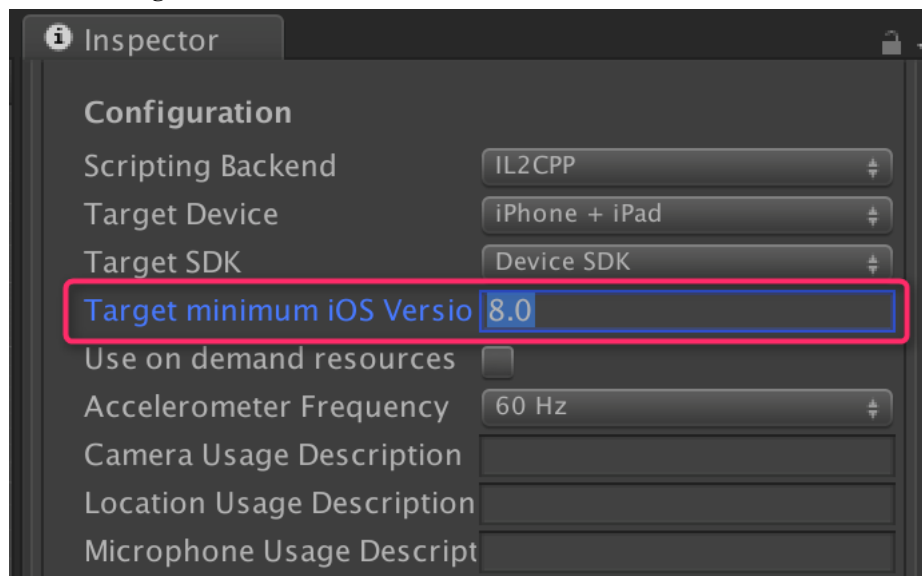 Inspector
Configuration
Scripting Backend IL2CPP
Target Device iPhone + iPad
Target SDK Device SDK
Target minimum iOS Versio 8.0
Use on demand resources
Accelerometer Frequency 60 Hz
Camera Usage Description
Location Usage Description
Microphone Usage Descript